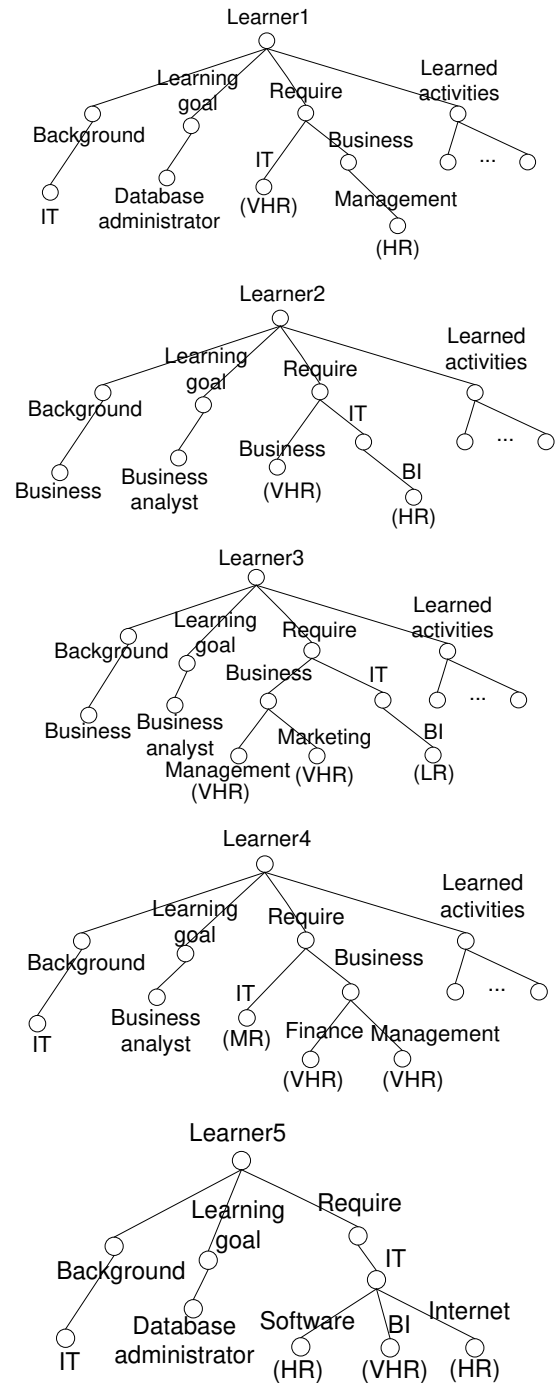 Learner1
Learning
goal
Require
Learned
activities
Background
Business
IT
Database
administrator
IT
(VHR)
Management
(HR)
...
Learner2
Learning
goal
Require
Learned
activities
Background
IT
Business
Business
analyst
Business
(VHR)
BI
(HR)
...
Learner3
Learning
goal
Require
Learned
activities
Background
Business
IT
Business
Business
analyst
Management
(VHR)
Marketing
(VHR)
BI
(LR)
...
Learner4
Learning
goal
Require
Learned
activities
Background
Business
IT
Business
analyst
IT
(MR)
Finance
(VHR)
Management
(VHR)
...
Learner5
Learning
goal
Require
Background
IT
IT
Database
administrator
Software
(HR)
BI
(VHR)
Internet
(HR)